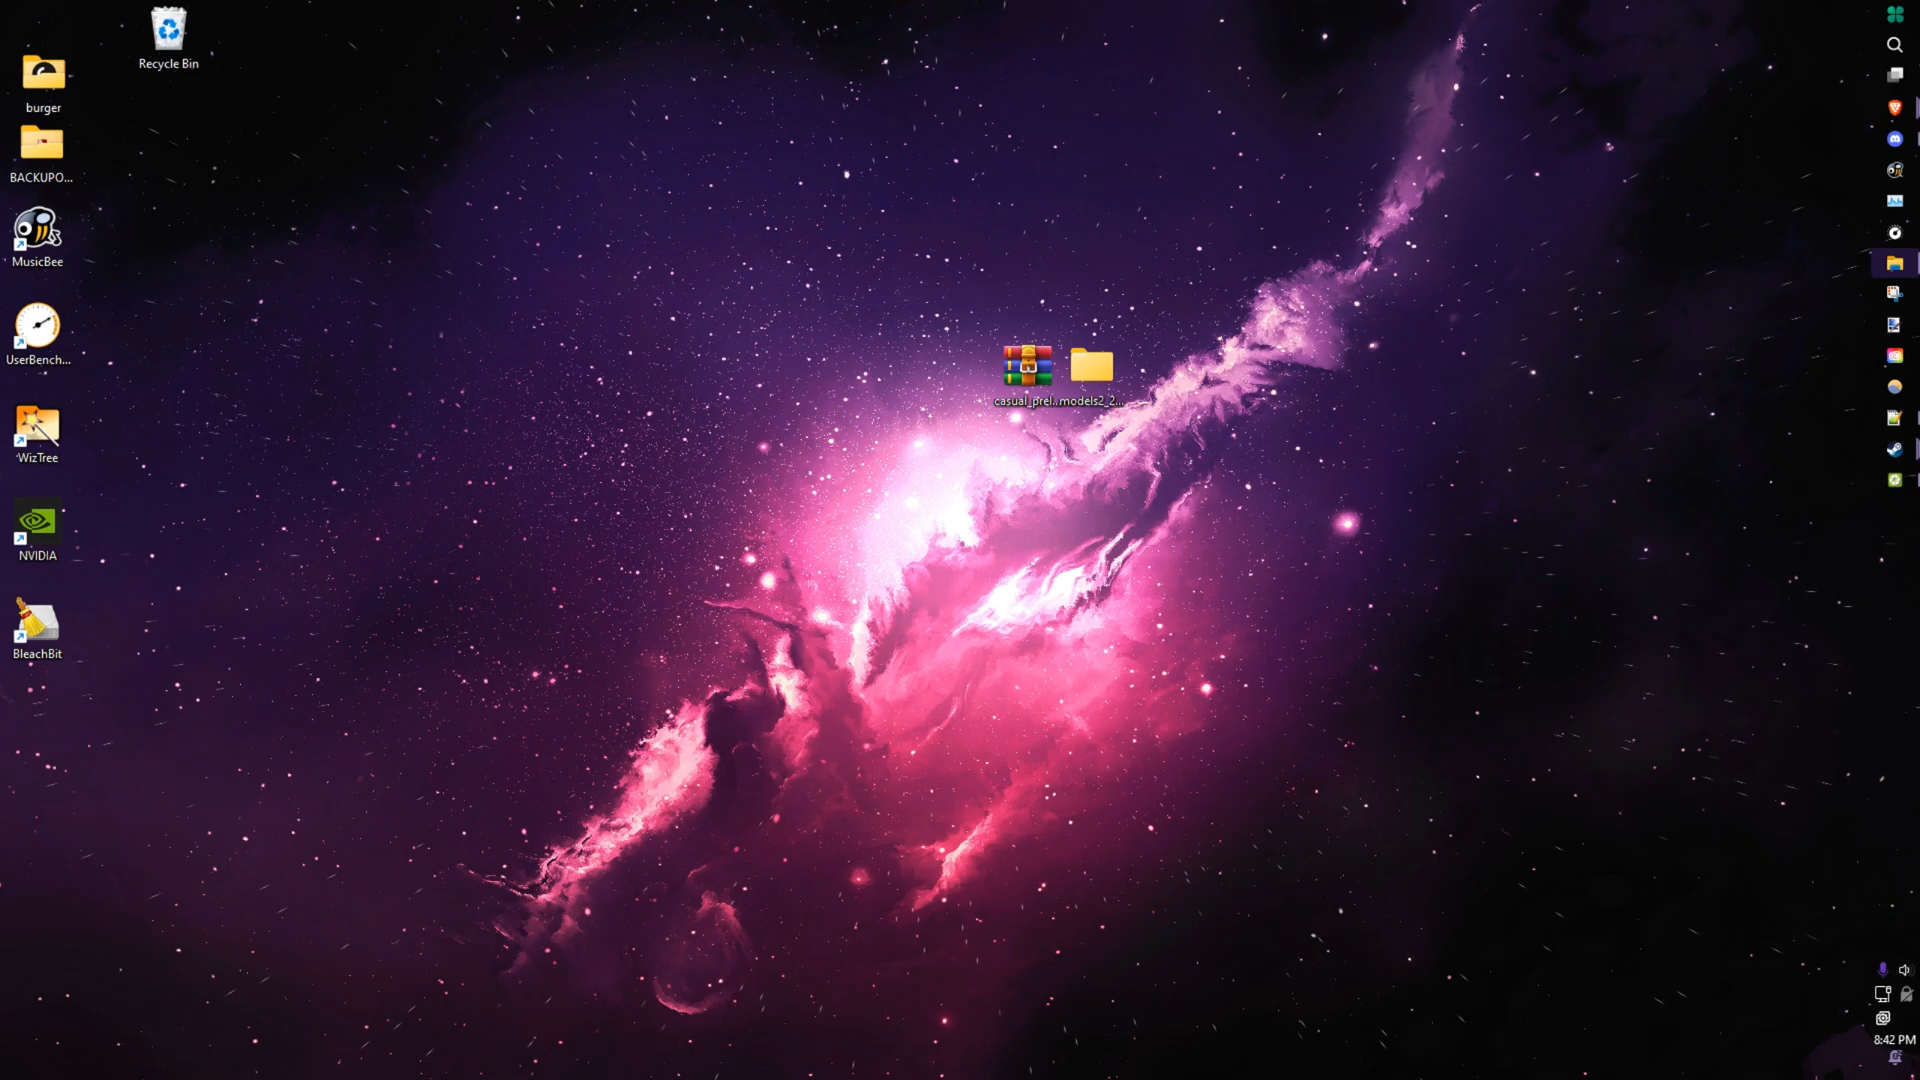 Recycle Bin
burger
BACKUPO...
MusicBee
UserBench...
WizTree
NVIDIA
BleachBit
casual_prel...
models2_2...
8:42 PM